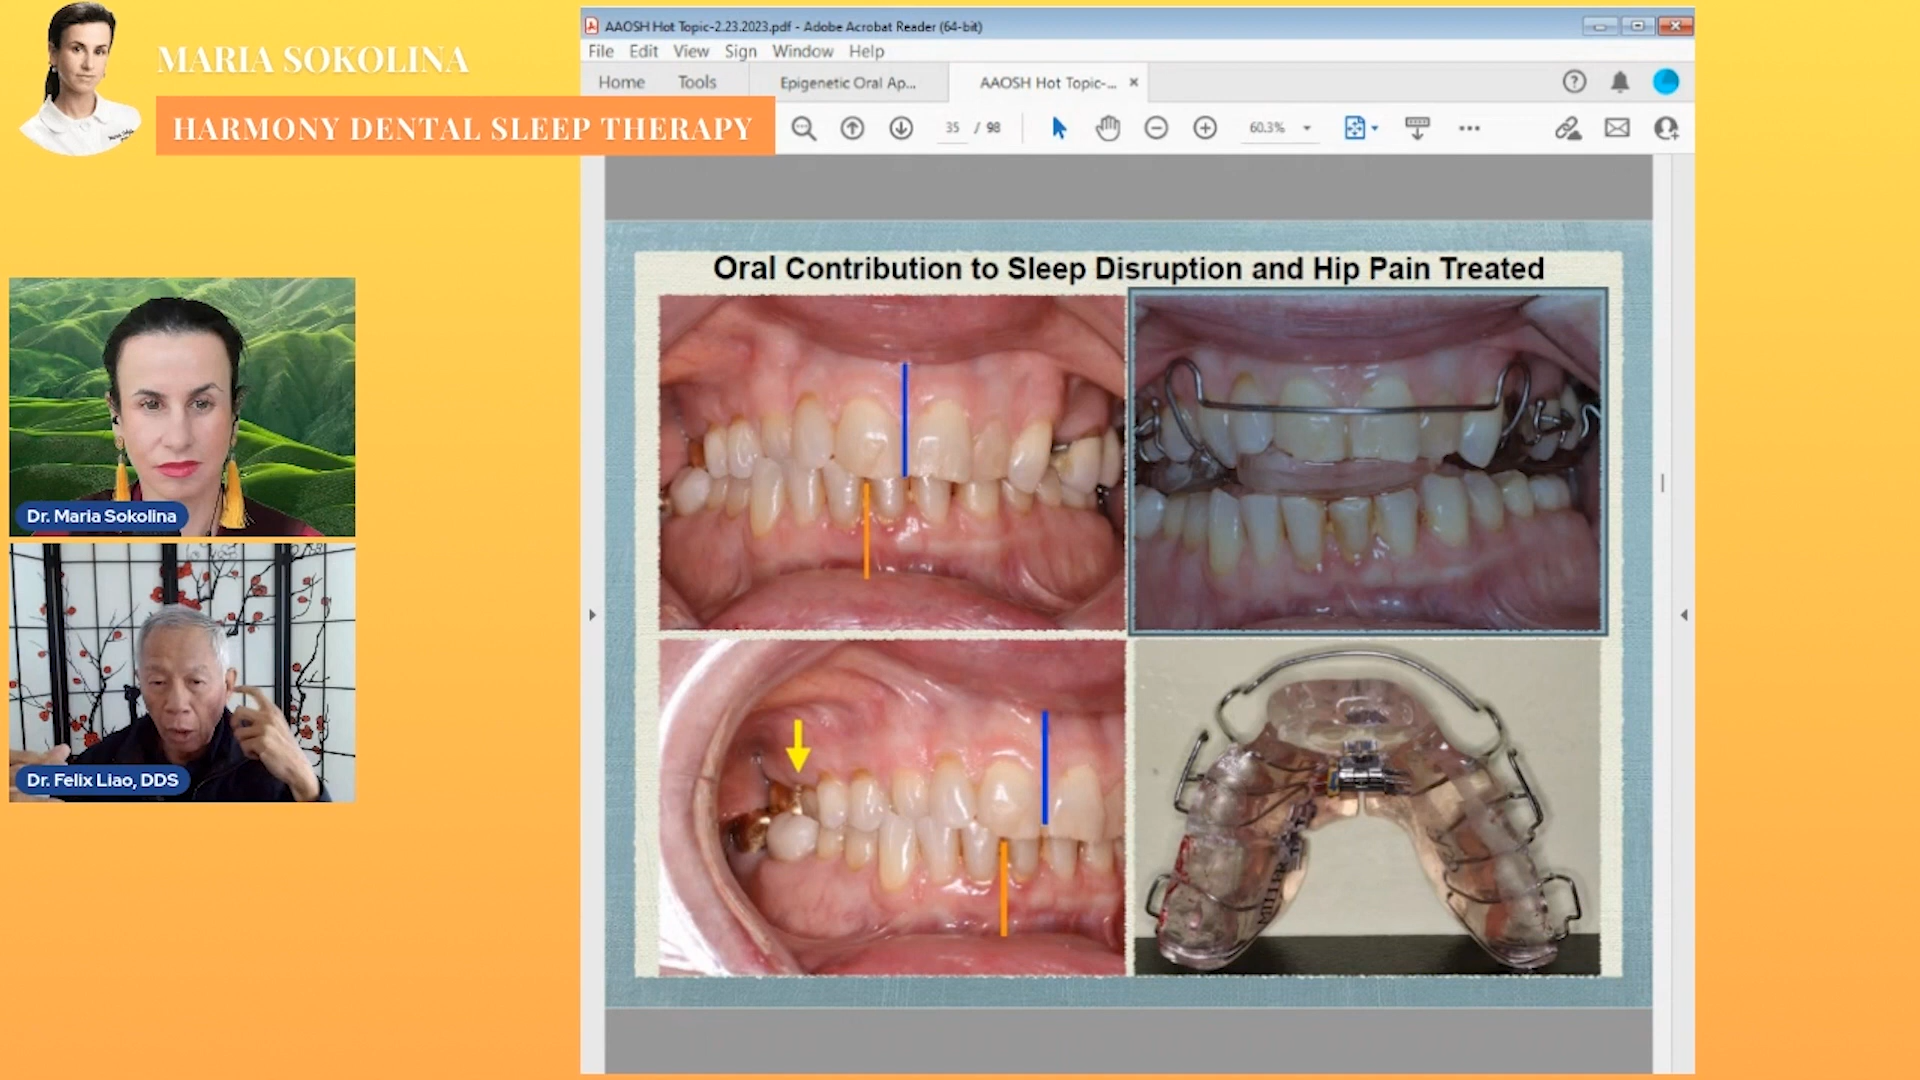 MARIA SOKOLINA
HARMONY DENTAL SLEEP THERAPY
AAOSH Hot Topic-2.23.2023.pdf - Adobe Acrobat Reader (64-bit)
File Edit View Sign Window Help
Home Tools Epigenetic Oral Ap... AAOSH Hot Topic-... ×
35 / 98 60.3%
Oral Contribution to Sleep Disruption and Hip Pain Treated
Dr. Maria Sokolina
Dr. Felix Liao, DDS